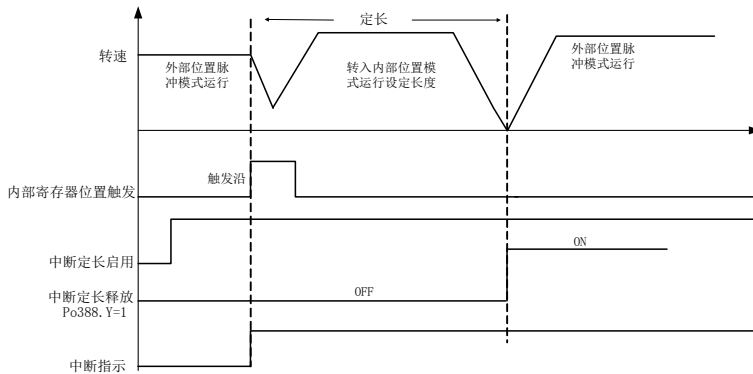 定长
转速
外部位置脉
冲模式运行
转入内部位置模
式运行设定长度
外部位置脉
冲模式运行
触发沿
内部寄存器位置触发
中断定长启用
ON
中断定长释放
Po388.Y=1
OFF
中断指示